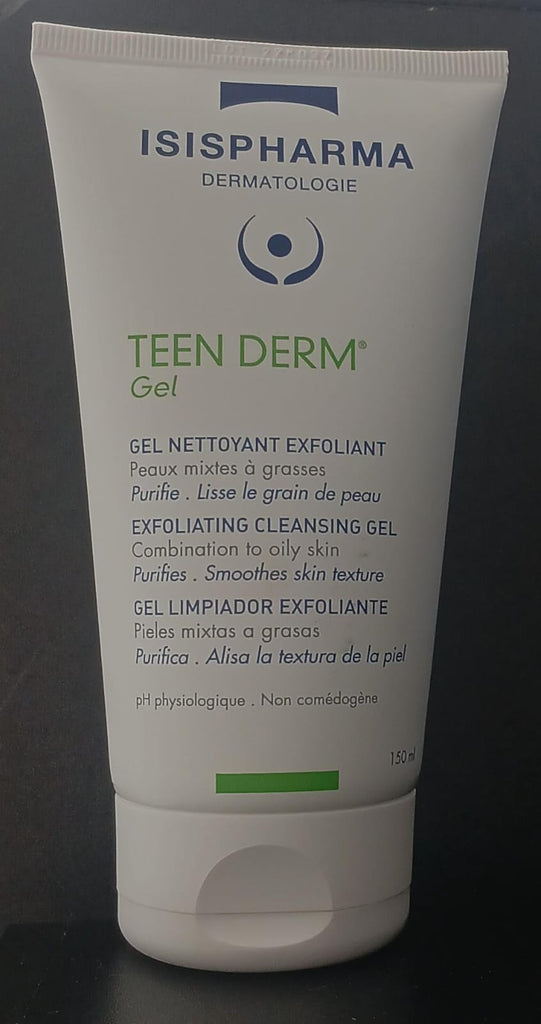 ISISPHARMA
DERMATOLOGIE
TEEN DERM®
Gel
GEL NETTOYANT EXFOLIANT
Peaux mixtes à grasses
Purifie . Lisse le grain de peau
EXFOLIATING CLEANSING GEL
Combination to oily skin
Purifies . Smoothes skin texture
GEL LIMPIADOR EXFOLIANTE
Pieles mixtas a grasas
Purifica . Alisa la textura de la piel
pH physiologique . Non comédogène
150 ml